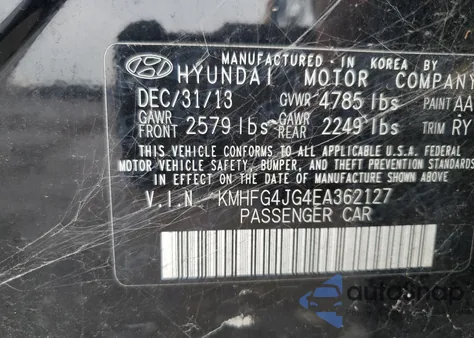 MANUFACTURED · IN KOREA BY
HYUNDAI MOTOR COMPANY
DEC/31/13 GVWR 4785 lbs PAINT AA
GAWR FRONT 2579 lbs GAWR REAR 2249 lbs TRIM RY
THIS VEHICLE CONFORMS TO ALL APPLICABLE U.S.A. FEDERAL
MOTOR VEHICLE SAFETY, BUMPER, AND THEFT PREVENTION STANDARDS
IN EFFECT ON THE DATE OF MANUFACTURE SHOWN ABOVE.
V.I.N. KMHFG4JG4EA362127
PASSENGER CAR